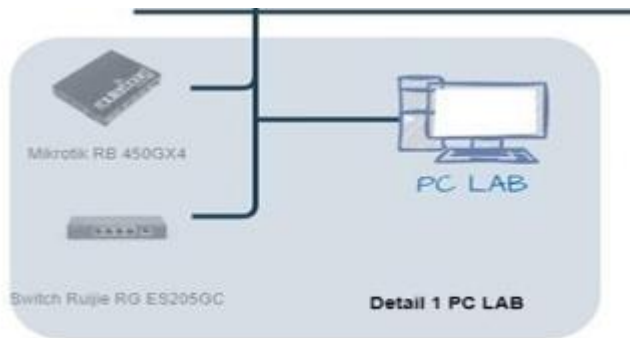 Mikrotik RB 450GX4
PC LAB
Switch Ruijie RG ES205GC
Detail 1 PC LAB